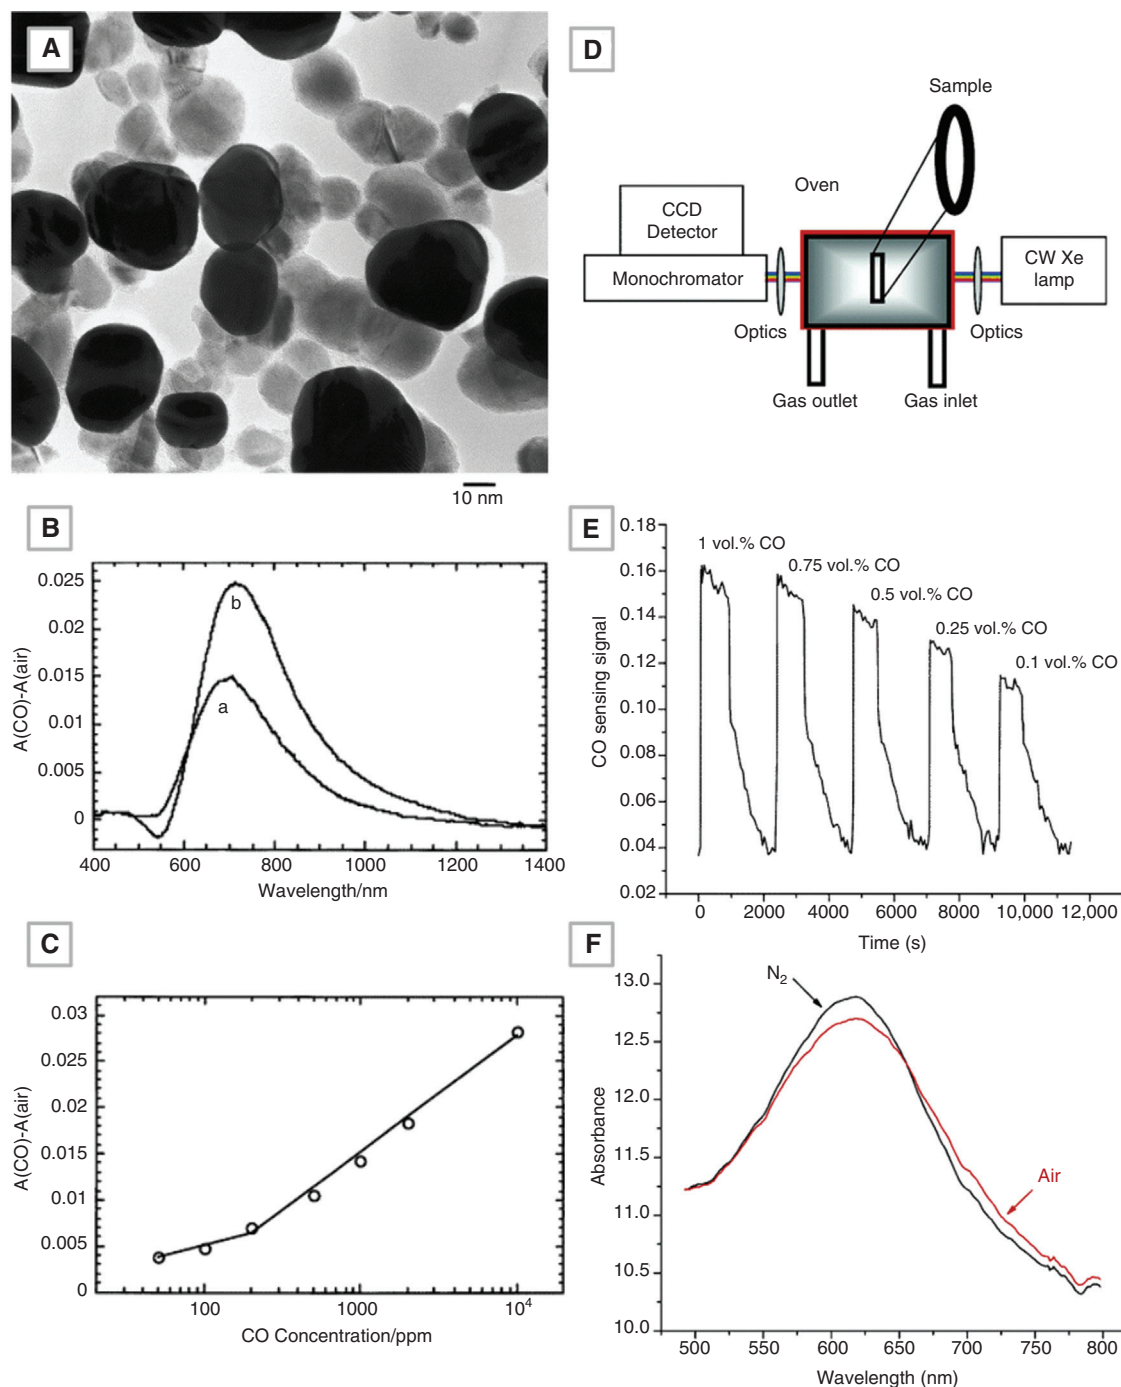 A
10 nm
B
A(CO)-A(air)
0.025
0.02
0.015
0.01
0.005
0
b
a
400
600
800
1000
1200
1400
Wavelength/nm
C
A(CO)-A(air)
0.03
0.025
0.02
0.015
0.01
0.005
0
100
1000
10⁴
CO Concentration/ppm
D
Sample
Oven
CCD
Detector
Monochromator
CW Xe
lamp
Optics
Optics
Gas outlet
Gas inlet
E
CO sensing signal
0.18
0.16
0.14
0.12
0.10
0.08
0.06
0.04
0.02
1 vol.% CO
0.75 vol.% CO
0.5 vol.% CO
0.25 vol.% CO
0.1 vol.% CO
0
2000
4000
6000
8000
10,000
12,000
Time (s)
F
Absorbance
13.0
12.5
12.0
11.5
11.0
10.5
10.0
N₂
Air
500
550
600
650
700
750
800
Wavelength (nm)